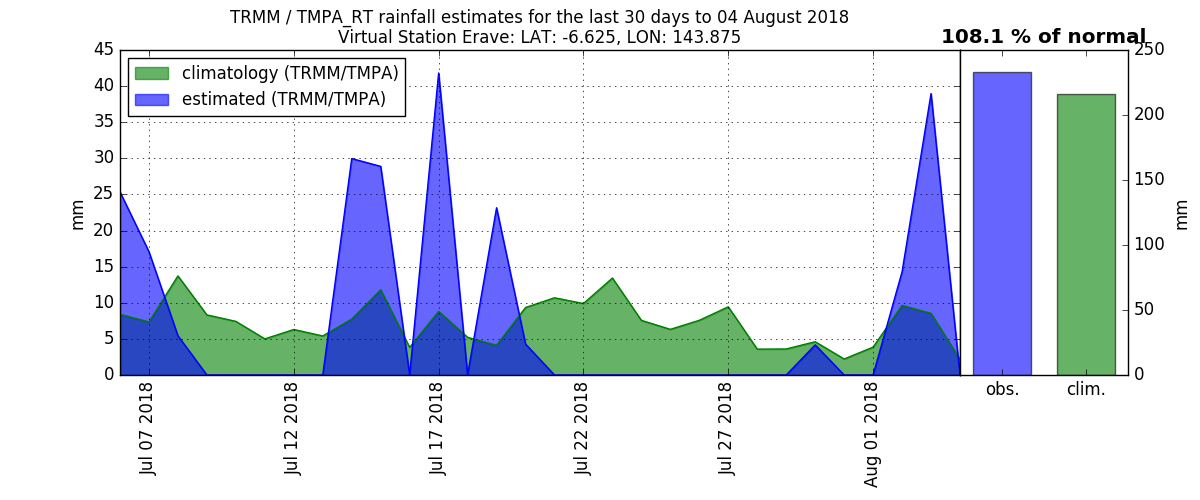 TRMM / TMPA_RT rainfall estimates for the last 30 days to 04 August 2018
Virtual Station Erave: LAT: -6.625, LON: 143.875
108.1 % of normal
climatology (TRMM/TMPA)
estimated (TRMM/TMPA)
45
40
35
30
25
20
15
10
5
0
mm
Jul 07 2018
Jul 12 2018
Jul 17 2018
Jul 22 2018
Jul 27 2018
Aug 01 2018
obs.
clim.
250
200
150
100
50
0
mm